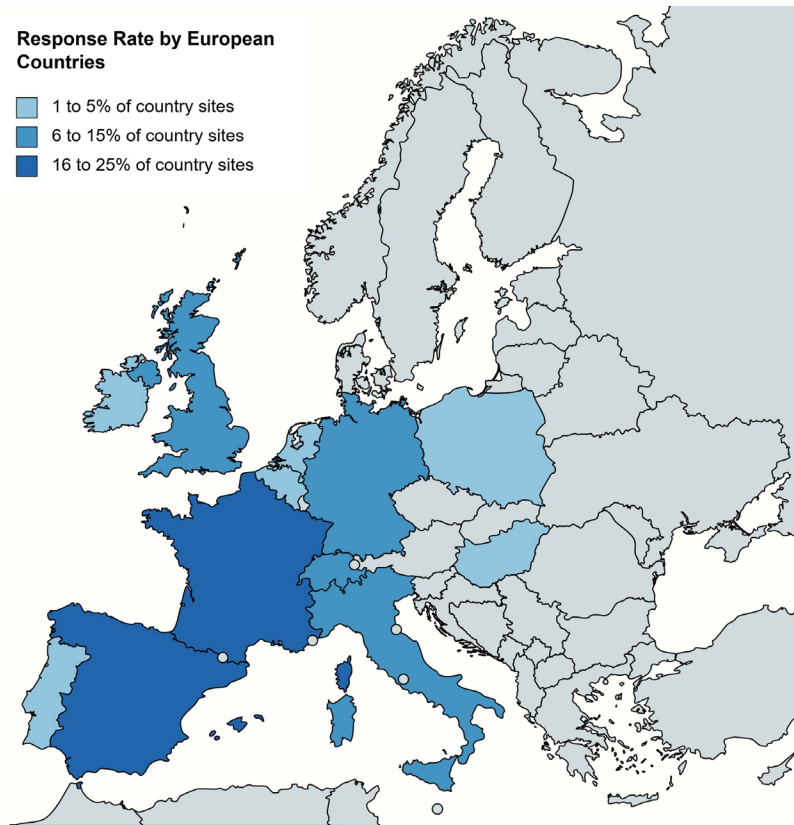 Response Rate by European
Countries
1 to 5% of country sites
6 to 15% of country sites
16 to 25% of country sites